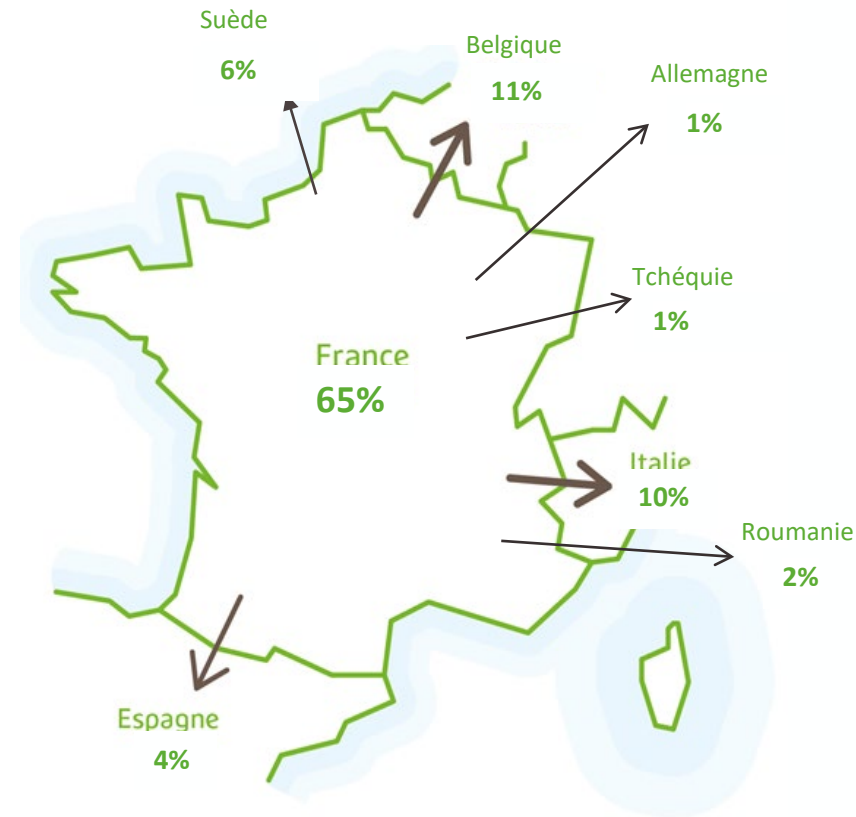 Suède
6%
Belgique
11%
Allemagne
1%
Tchéquie
1%
France
65%
Italie
10%
Roumanie
2%
Espagne
4%